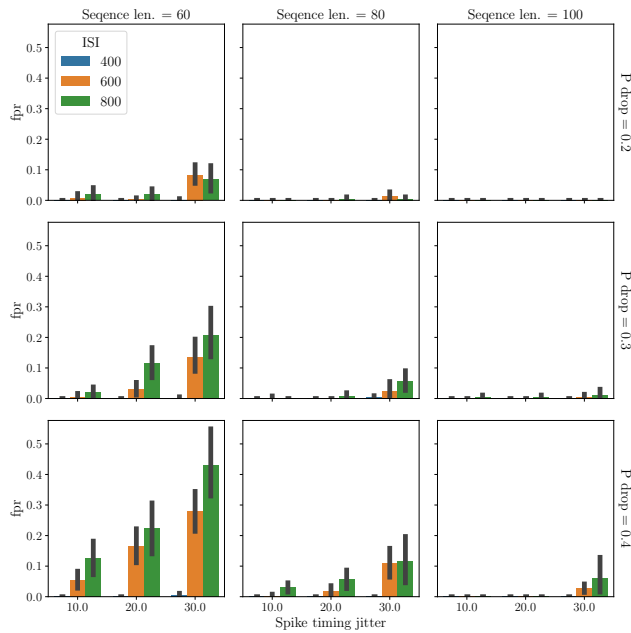 Seqence len. = 60
Seqence len. = 80
Seqence len. = 100
ISI
400
600
800
0.5
0.4
0.3
0.2
0.1
0.0
fpr
P drop = 0.2
0.5
0.4
0.3
0.2
0.1
0.0
fpr
P drop = 0.3
0.5
0.4
0.3
0.2
0.1
0.0
fpr
P drop = 0.4
10.0 20.0 30.0
10.0 20.0 30.0
10.0 20.0 30.0
Spike timing jitter